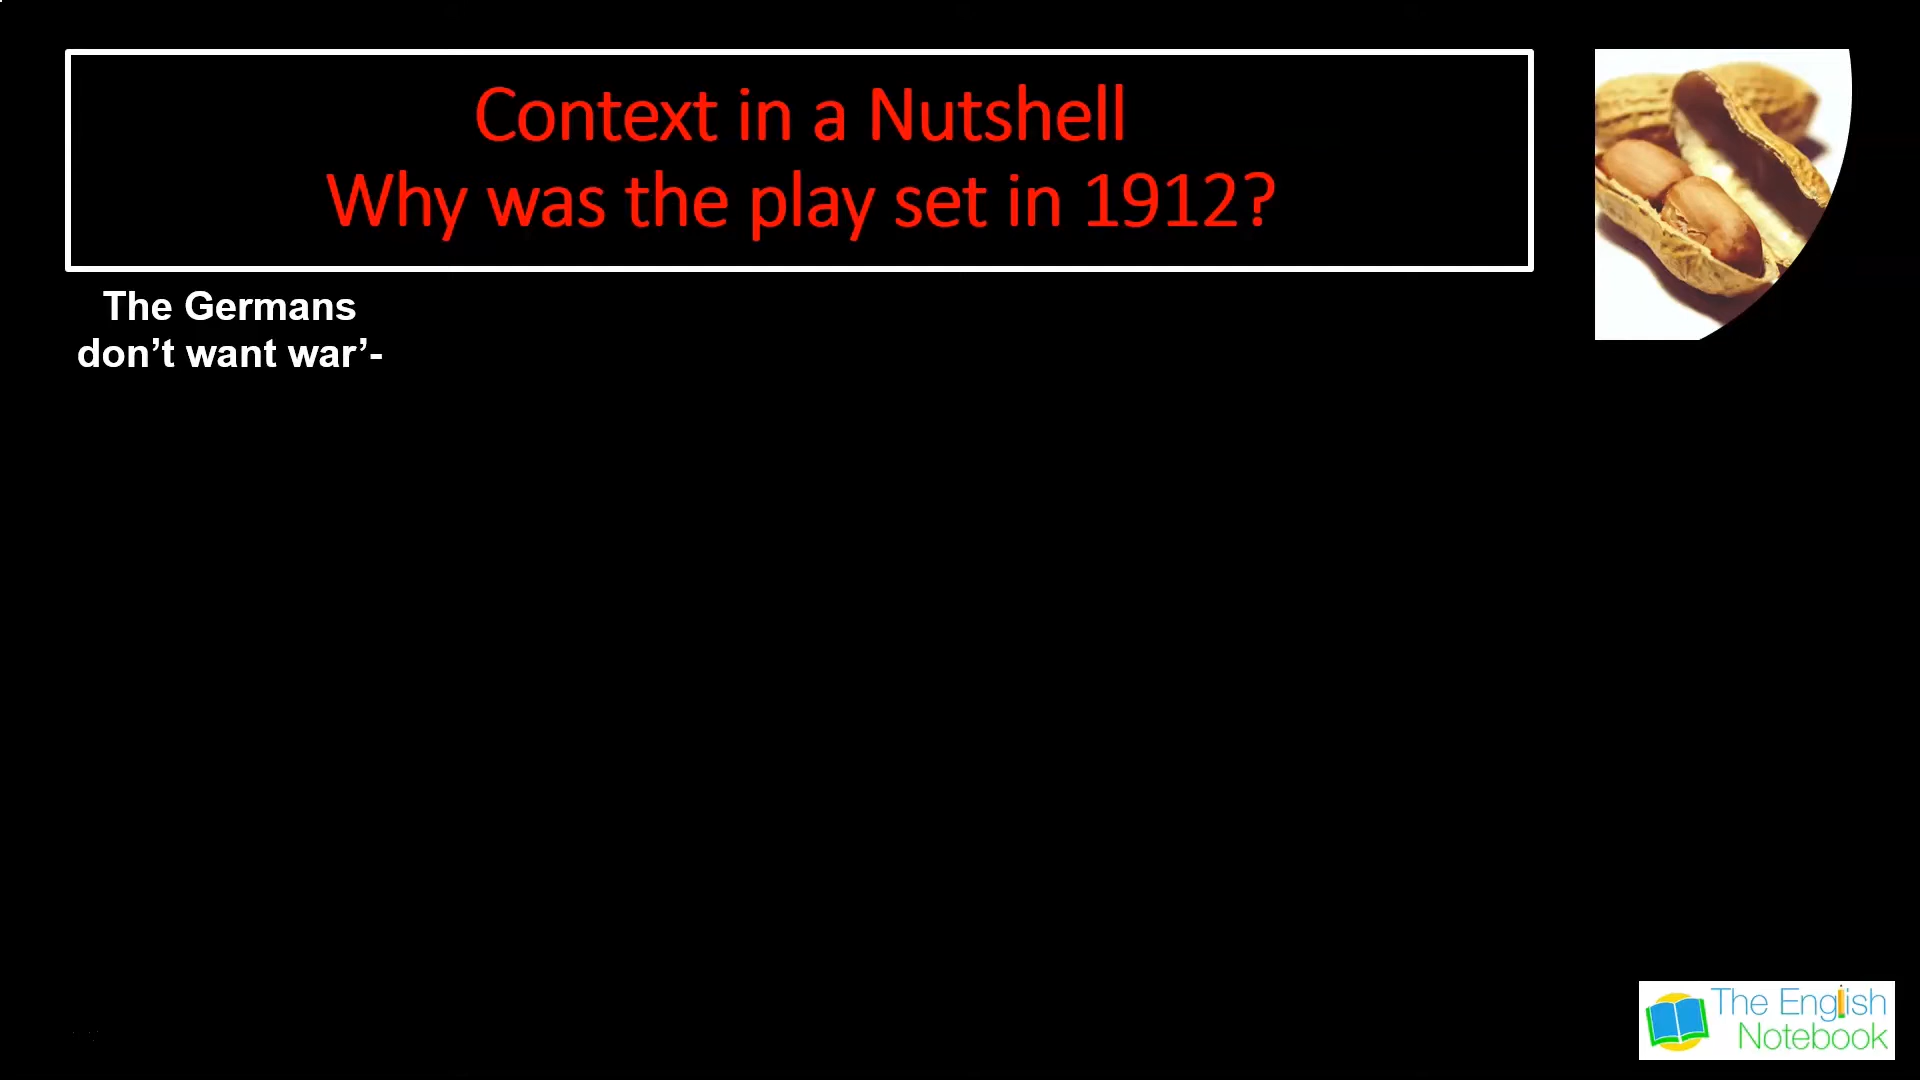 Context in a Nutshell
Why was the play set in 1912?
The Germans
don’t want war’-
The English
Notebook